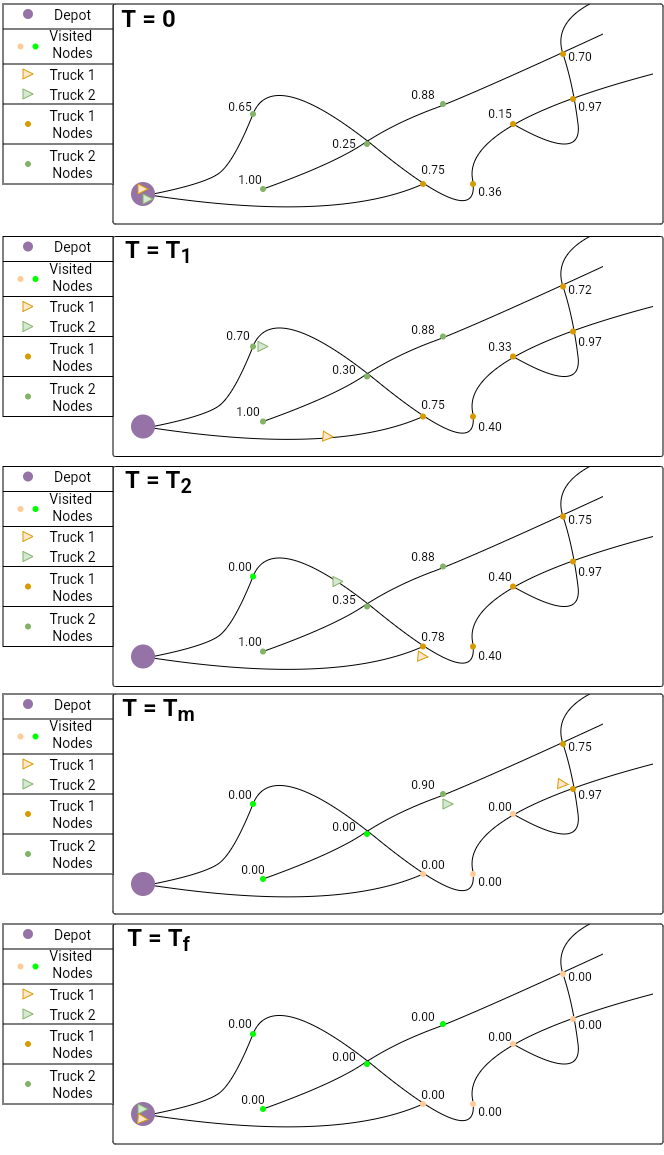 T = 0
Depot
Visited
Nodes
Truck 1
Truck 2
Truck 1
Nodes
Truck 2
Nodes
0.65
1.00
0.25
0.88
0.75
0.36
0.15
0.70
0.97
T = T1
Depot
Visited
Nodes
Truck 1
Truck 2
Truck 1
Nodes
Truck 2
Nodes
0.70
1.00
0.30
0.88
0.75
0.40
0.33
0.72
0.97
T = T2
Depot
Visited
Nodes
Truck 1
Truck 2
Truck 1
Nodes
Truck 2
Nodes
0.00
1.00
0.35
0.88
0.78
0.40
0.40
0.75
0.97
T = Tm
Depot
Visited
Nodes
Truck 1
Truck 2
Truck 1
Nodes
Truck 2
Nodes
0.00
0.00
0.00
0.90
0.00
0.00
0.00
0.75
0.97
T = Tf
Depot
Visited
Nodes
Truck 1
Truck 2
Truck 1
Nodes
Truck 2
Nodes
0.00
0.00
0.00
0.00
0.00
0.00
0.00
0.00
0.00